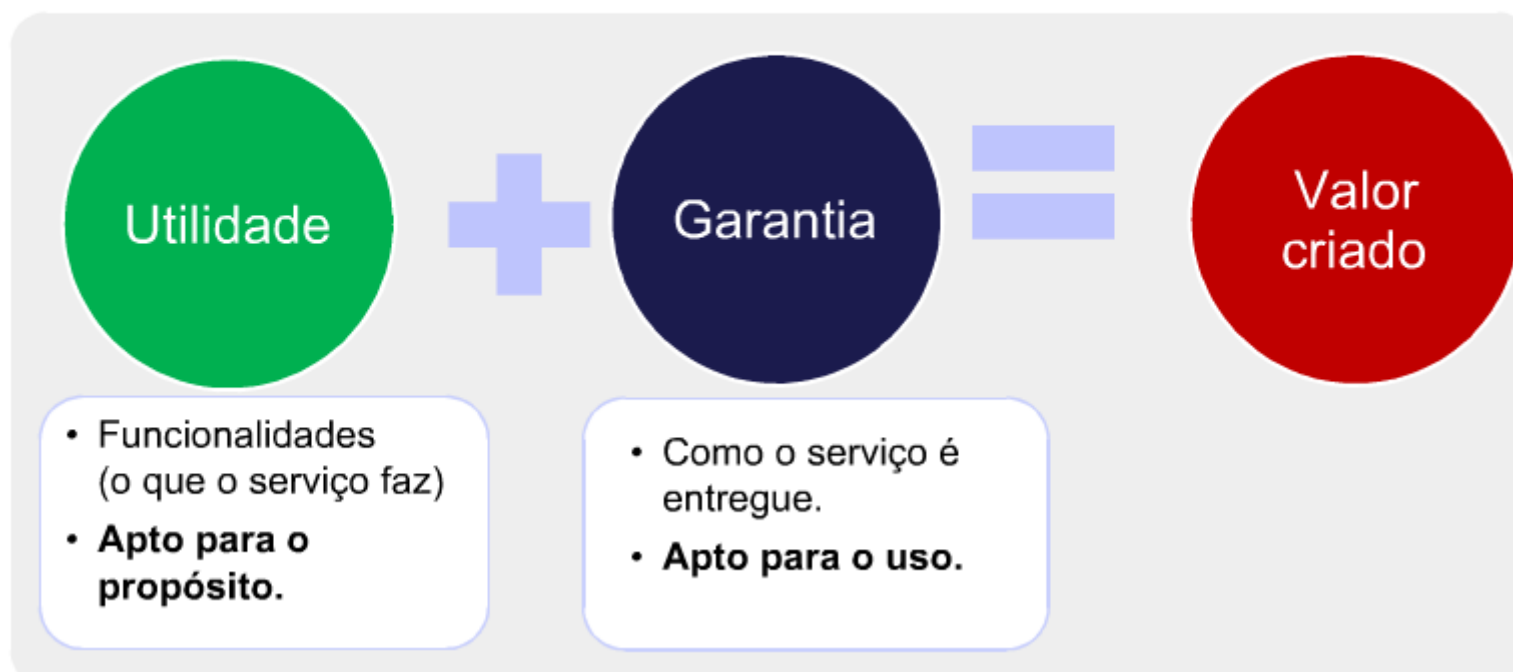 Utilidade
Garantia
Valor
criado
• Funcionalidades
(o que o serviço faz)
• Apto para o
propósito.
• Como o serviço é
entregue.
• Apto para o uso.